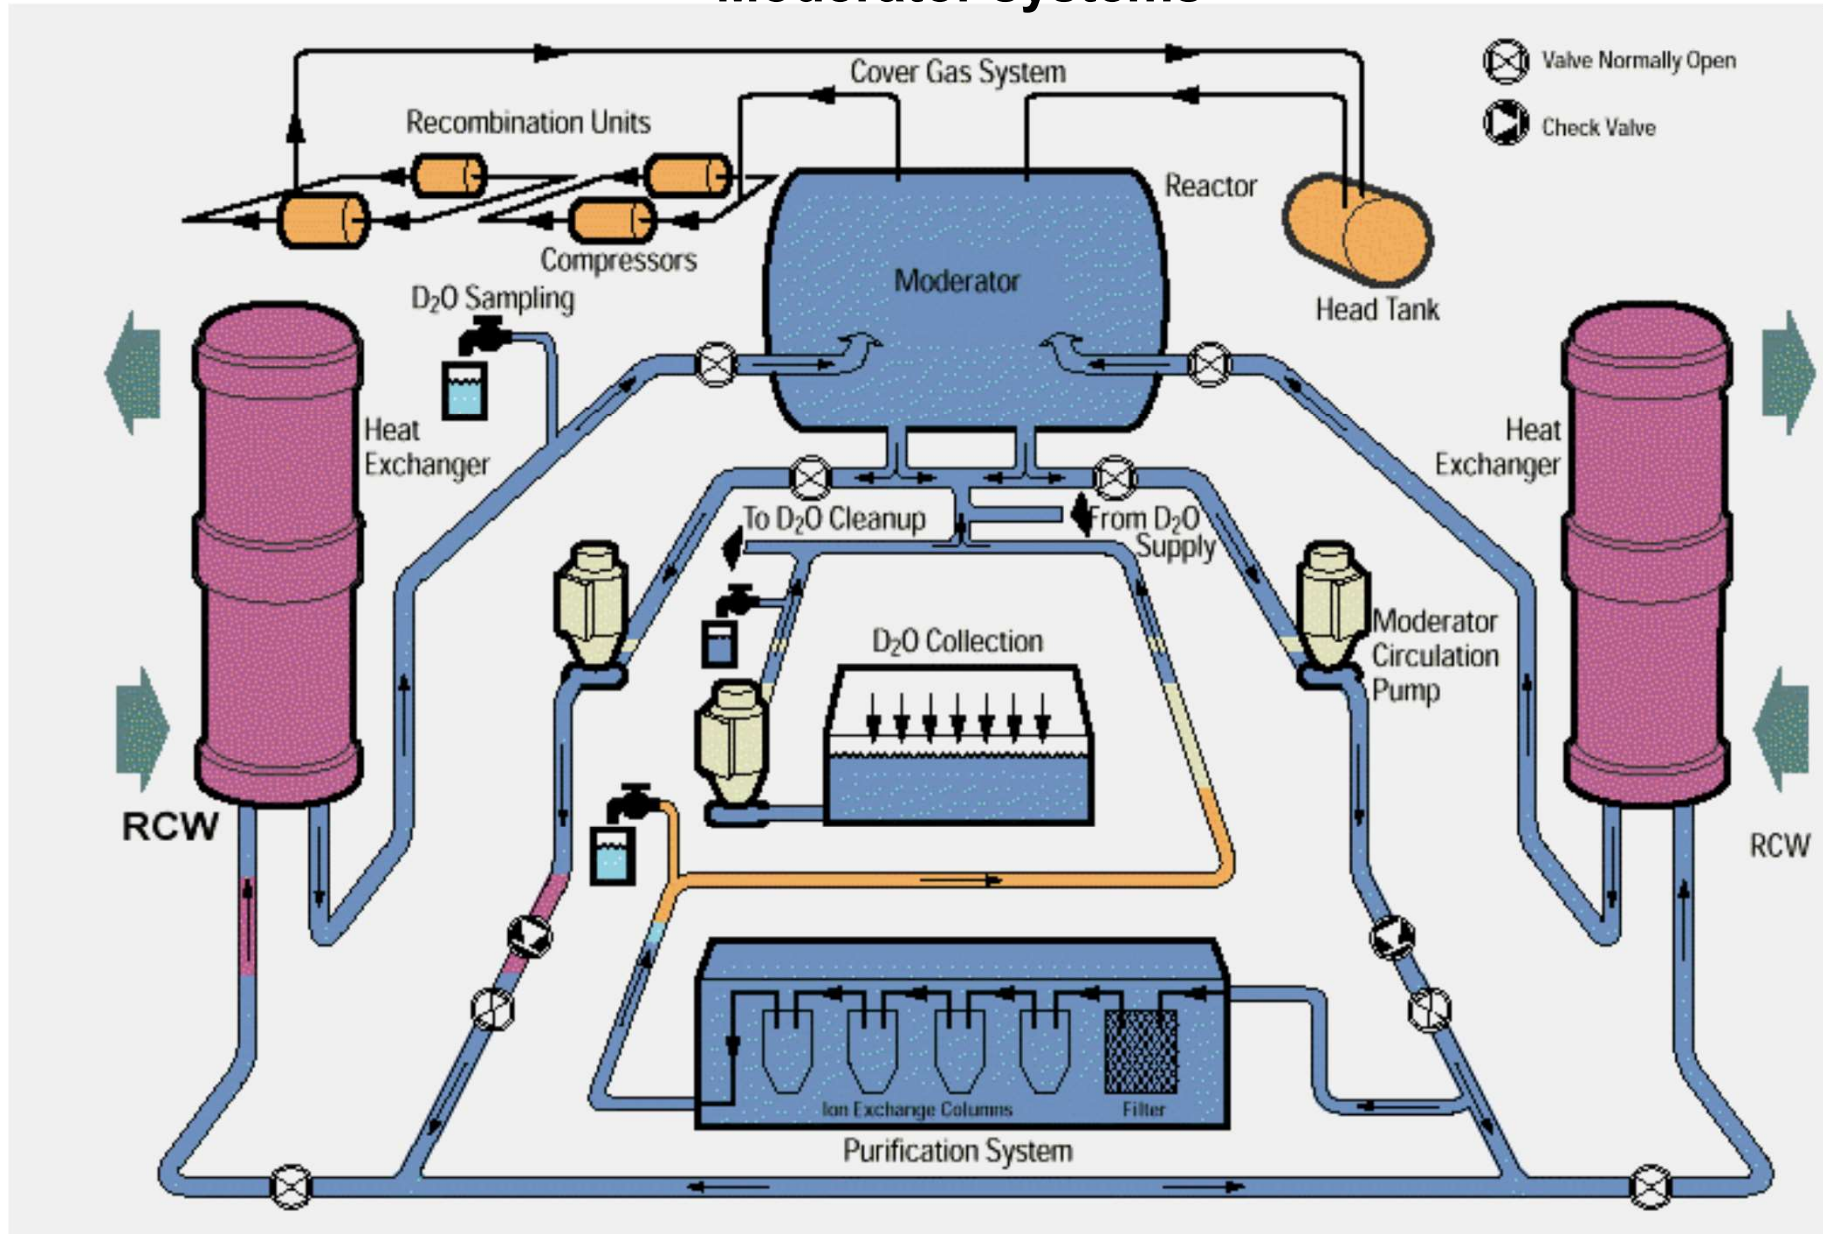 Moderator systems
Valve Normally Open
Check Valve
Cover Gas System
Recombination Units
Reactor
Compressors
Moderator
Head Tank
D₂O Sampling
Heat
Exchanger
Heat
Exchanger
To D₂O Cleanup
From D₂O
Supply
Moderator
Circulation
Pump
D₂O Collection
RCW
RCW
Ion Exchange Columns
Filter
Purification System